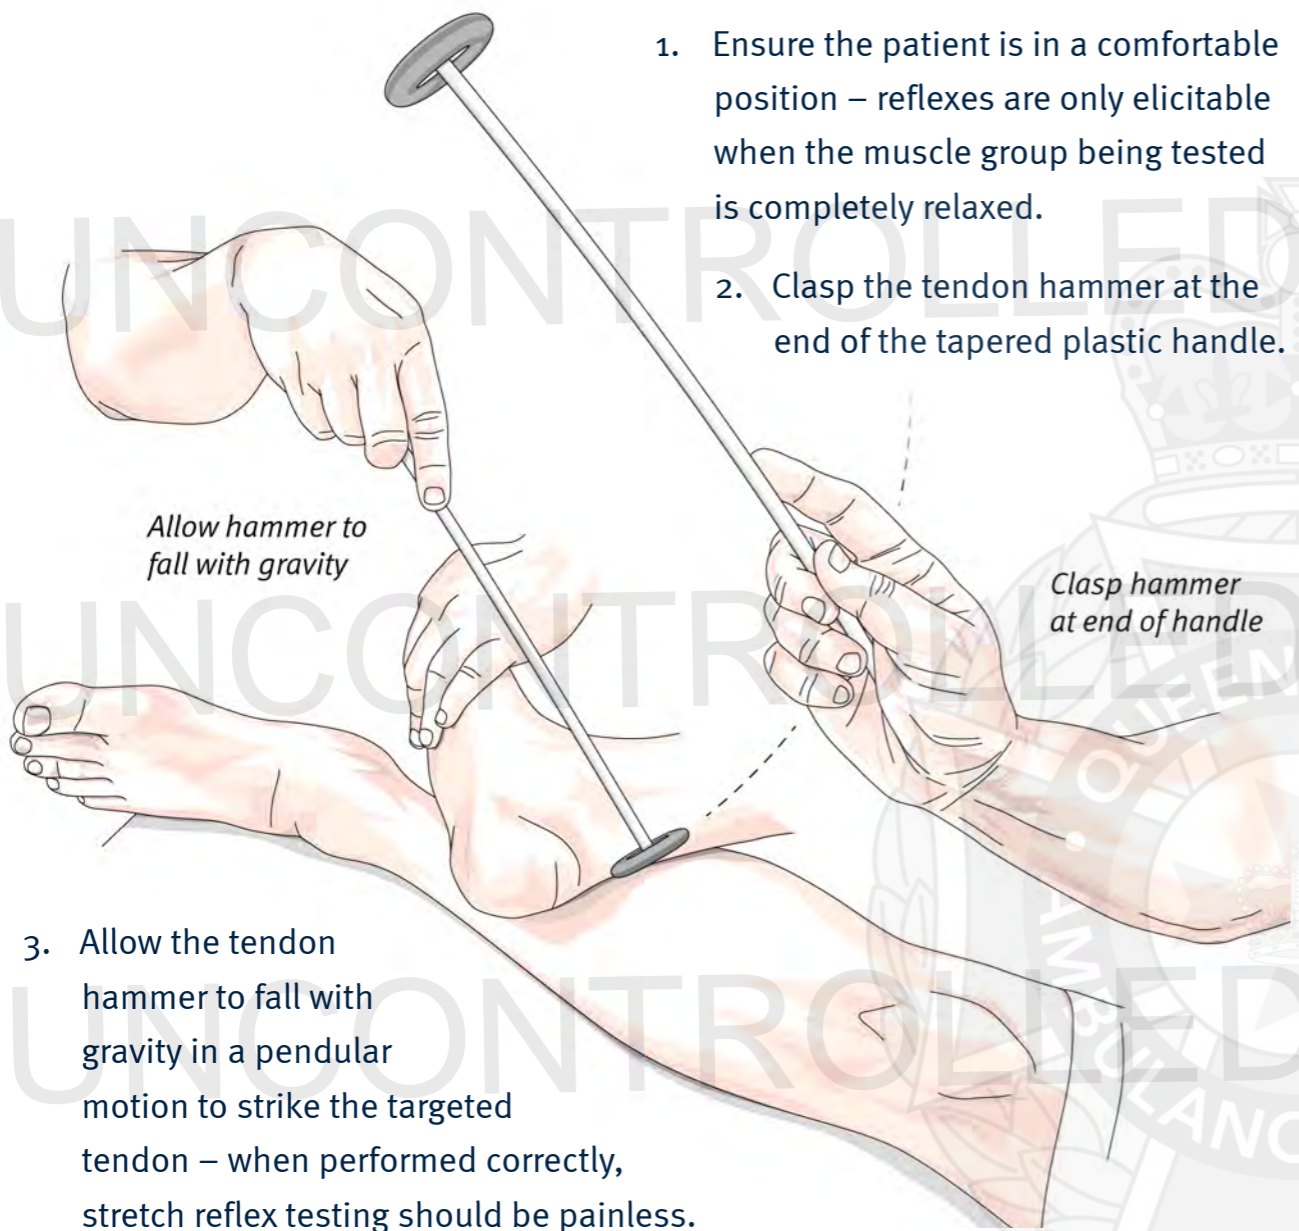 1. Ensure the patient is in a comfortable
position – reflexes are only elicitable
when the muscle group being tested
is completely relaxed.
UNCONTROLLED
2. Clasp the tendon hammer at the
end of the tapered plastic handle.
Allow hammer to
fall with gravity
Clasp hammer
at end of handle
UNCONTROLLED
QUEEN
AMBULANC
3. Allow the tendon
hammer to fall with
gravity in a pendular
motion to strike the targeted
tendon – when performed correctly,
stretch reflex testing should be painless.
UNCONTROLLED